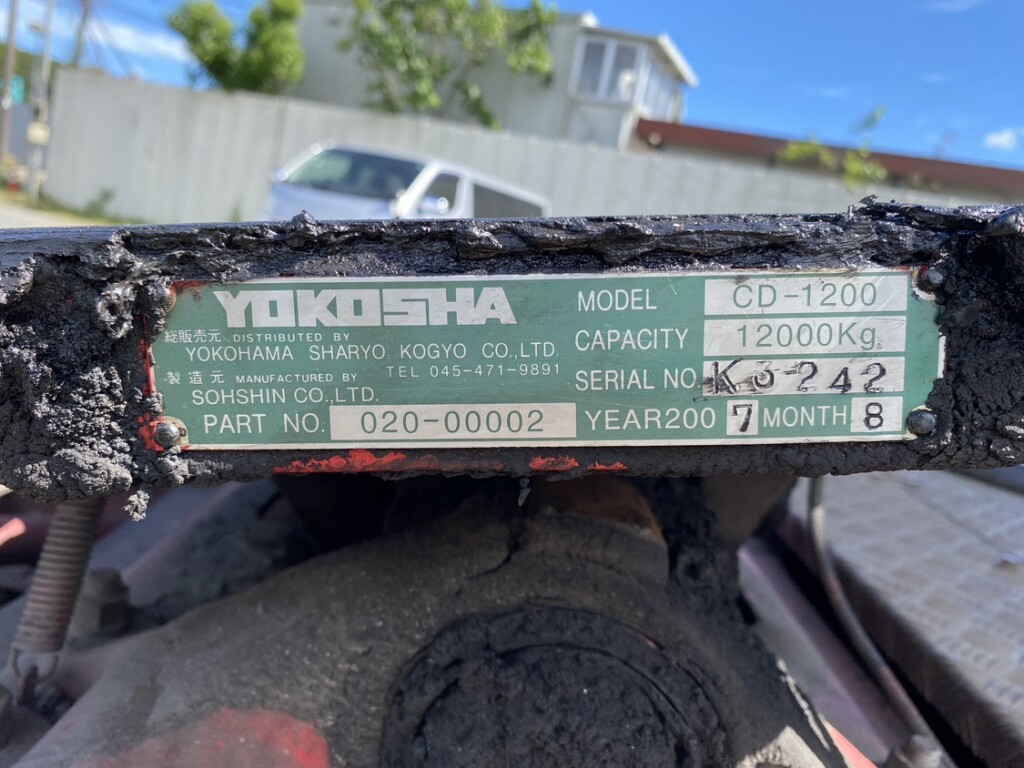 YOKOSHA
総販売元 DISTRIBUTED BY
YOKOHAMA SHARYO KOGYO CO.,LTD.
TEL 045-471-9891
製造元 MANUFACTURED BY
SOHSHIN CO.,LTD.
PART NO. 020-00002
MODEL CD-1200
CAPACITY 12000Kg
SERIAL NO. K3242
YEAR2007 MONTH 8